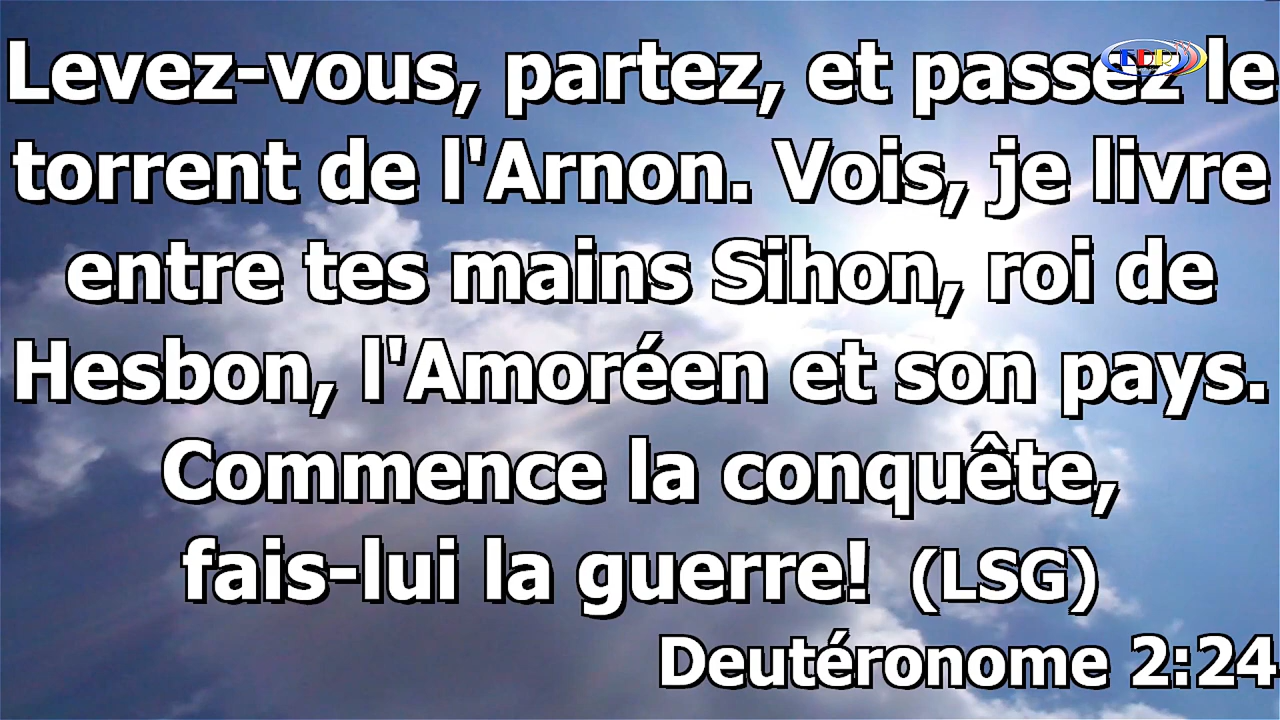 Levez-vous, partez, et passez le
torrent de l'Arnon. Vois, je livre
entre tes mains Sihon, roi de
Hesbon, l'Amoréen et son pays.
Commence la conquête,
fais-lui la guerre! (LSG)
Deutéronome 2:24